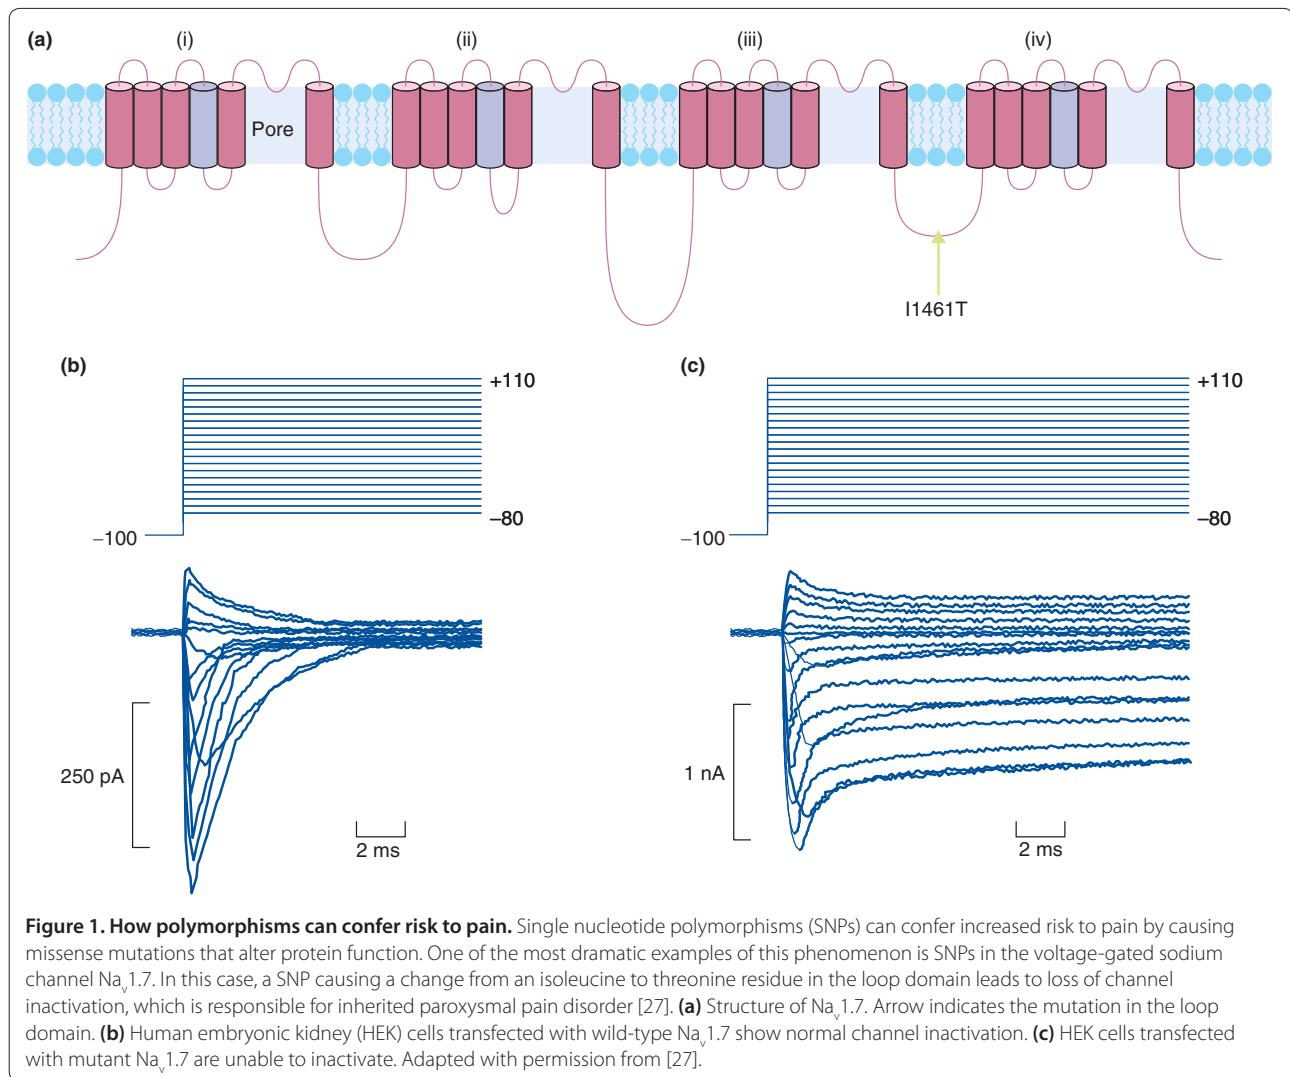 (a)
(i)
(ii)
(iii)
(iv)
Pore
I1461T
(b)
+110
−80
−100
250 pA
2 ms
(c)
+110
−80
−100
1 nA
2 ms
Figure 1. How polymorphisms can confer risk to pain. Single nucleotide polymorphisms (SNPs) can confer increased risk to pain by causing
missense mutations that alter protein function. One of the most dramatic examples of this phenomenon is SNPs in the voltage-gated sodium
channel Nav1.7. In this case, a SNP causing a change from an isoleucine to threonine residue in the loop domain leads to loss of channel
inactivation, which is responsible for inherited paroxysmal pain disorder [27]. (a) Structure of Nav1.7. Arrow indicates the mutation in the loop
domain. (b) Human embryonic kidney (HEK) cells transfected with wild-type Nav1.7 show normal channel inactivation. (c) HEK cells transfected
with mutant Nav1.7 are unable to inactivate. Adapted with permission from [27].